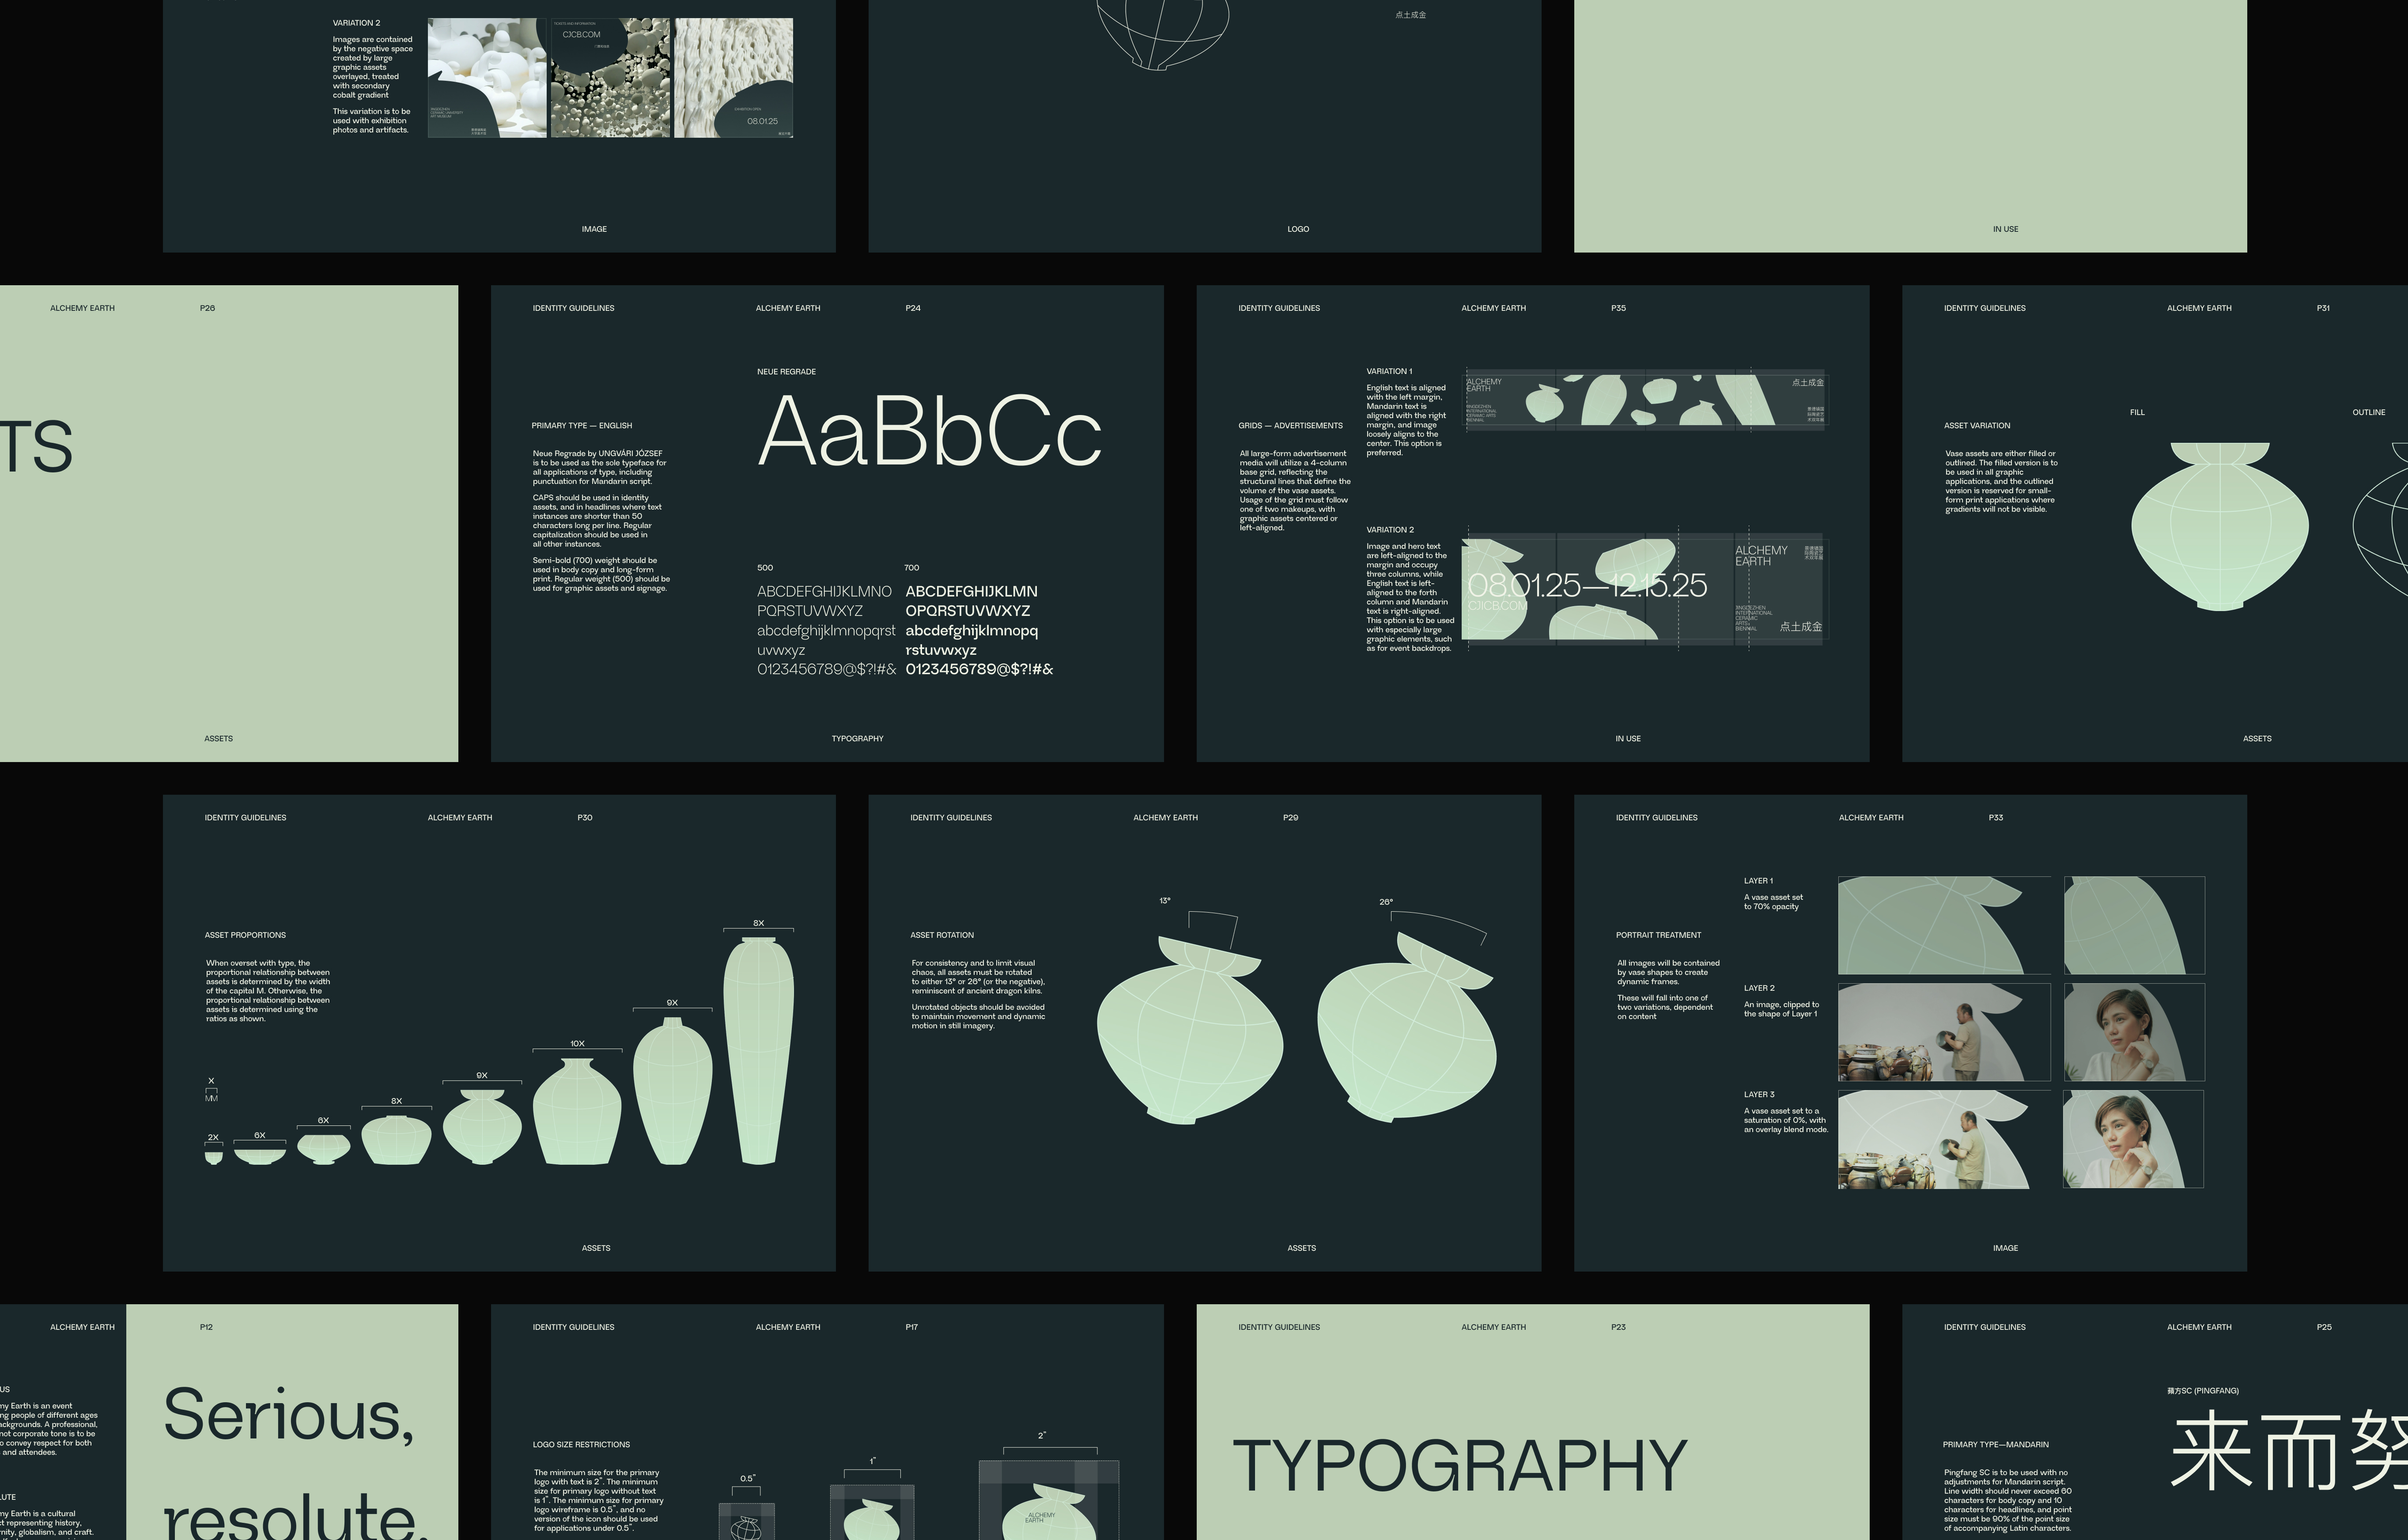 VARIATION 2
Images are contained
by the negative space
created by large
graphic assets
overlayed, treated
with secondary
cobalt gradient
This variation is to be
used with exhibition
photos and artifacts.
CJCB.COM
08.01.25
IMAGE
点土成金
LOGO
IN USE
ALCHEMY EARTH
P26
TS
ASSETS
IDENTITY GUIDELINES
ALCHEMY EARTH
P24
NEUE REGRADE
AaBbCc
PRIMARY TYPE — ENGLISH
Neue Regrade by UNGVÁRI JÓZSEF
is to be used as the sole typeface for
all applications of type, including
punctuation for Mandarin script.
CAPS should be used in identity
assets, and in headlines where text
instances are shorter than 50
characters long per line. Regular
capitalization should be used in
all other instances.
Semi-bold (700) weight should be
used in body copy and long-form
print. Regular weight (500) should be
used for graphic assets and signage.
500
ABCDEFGHIJKLMNO
PQRSTUVWXYZ
abcdefghijklmnopqrst
uvwxyz
0123456789@$?!#&
700
ABCDEFGHIJKLMN
OPQRSTUVWXYZ
abcdefghijklmnopq
rstuvwxyz
0123456789@$?!#&
TYPOGRAPHY
IDENTITY GUIDELINES
ALCHEMY EARTH
P35
GRIDS — ADVERTISEMENTS
All large-form advertisement
media will utilize a 4-column
base grid, reflecting the
structural lines that define the
volume of the vase assets.
Usage of the grid must follow
one of two makeups, with
graphic assets centered or
left-aligned.
VARIATION 1
English text is aligned
with the left margin,
Mandarin text is
aligned with the right
margin, and image
loosely aligns to the
center. This option is
preferred.
ALCHEMY
EARTH
JINGDEZHEN
INTERNATIONAL
CERAMIC ARTS
BIENNIAL
点土成金
VARIATION 2
Image and hero text
are left-aligned to the
margin and occupy
three columns, while
English text is left-
aligned to the forth
column and Mandarin
text is right-aligned.
This option is to be used
with especially large
graphic elements, such
as for event backdrops.
08.01.25—12.15.25
CJICB.COM
ALCHEMY
EARTH
JINGDEZHEN
INTERNATIONAL
CERAMIC
ARTS
BIENNIAL
点土成金
IN USE
IDENTITY GUIDELINES
ALCHEMY EARTH
P31
ASSET VARIATION
Vase assets are either filled or
outlined. The filled version is to
be used in all graphic
applications, and the outlined
version is reserved for small-
form print applications where
gradients will not be visible.
FILL
OUTLINE
ASSETS
IDENTITY GUIDELINES
ALCHEMY EARTH
P30
ASSET PROPORTIONS
When overset with type, the
proportional relationship between
assets is determined by the width
of the capital M. Otherwise, the
proportional relationship between
assets is determined using the
ratios as shown.
X
MM
2X
6X
6X
8X
9X
10X
9X
8X
ASSETS
IDENTITY GUIDELINES
ALCHEMY EARTH
P29
ASSET ROTATION
For consistency and to limit visual
chaos, all assets must be rotated
to either 13° or 26° (or the negative),
reminiscent of ancient dragon kilns.
Unrotated objects should be avoided
to maintain movement and dynamic
motion in still imagery.
13°
26°
ASSETS
IDENTITY GUIDELINES
ALCHEMY EARTH
P33
PORTRAIT TREATMENT
All images will be contained
by vase shapes to create
dynamic frames.
These will fall into one of
two variations, dependent
on content
LAYER 1
A vase asset set
to 70% opacity
LAYER 2
An image, clipped to
the shape of Layer 1
LAYER 3
A vase asset set to a
saturation of 0%, with
an overlay blend mode.
IMAGE
ALCHEMY EARTH
P12
US
my Earth is an event
ng people of different ages
ackgrounds. A professional,
not corporate tone is to be
o convey respect for both
and attendees.
LUTE
my Earth is a cultural
ct representing history,
rnity, globalism, and craft.
Serious,
resolute.
IDENTITY GUIDELINES
ALCHEMY EARTH
P17
LOGO SIZE RESTRICTIONS
The minimum size for the primary
logo with text is 2″. The minimum
size for primary logo without text
is 1″. The minimum size for primary
logo wireframe is 0.5″, and no
version of the icon should be used
for applications under 0.5″.
0.5″
1″
2″
ALCHEMY
EARTH
IDENTITY GUIDELINES
ALCHEMY EARTH
P23
TYPOGRAPHY
IDENTITY GUIDELINES
ALCHEMY EARTH
P25
蘋方SC (PINGFANG)
来而努
PRIMARY TYPE—MANDARIN
Pingfang SC is to be used with no
adjustments for Mandarin script.
Line width should never exceed 60
characters for body copy and 10
characters for headlines, and point
size must be 90% of the point size
of accompanying Latin characters.